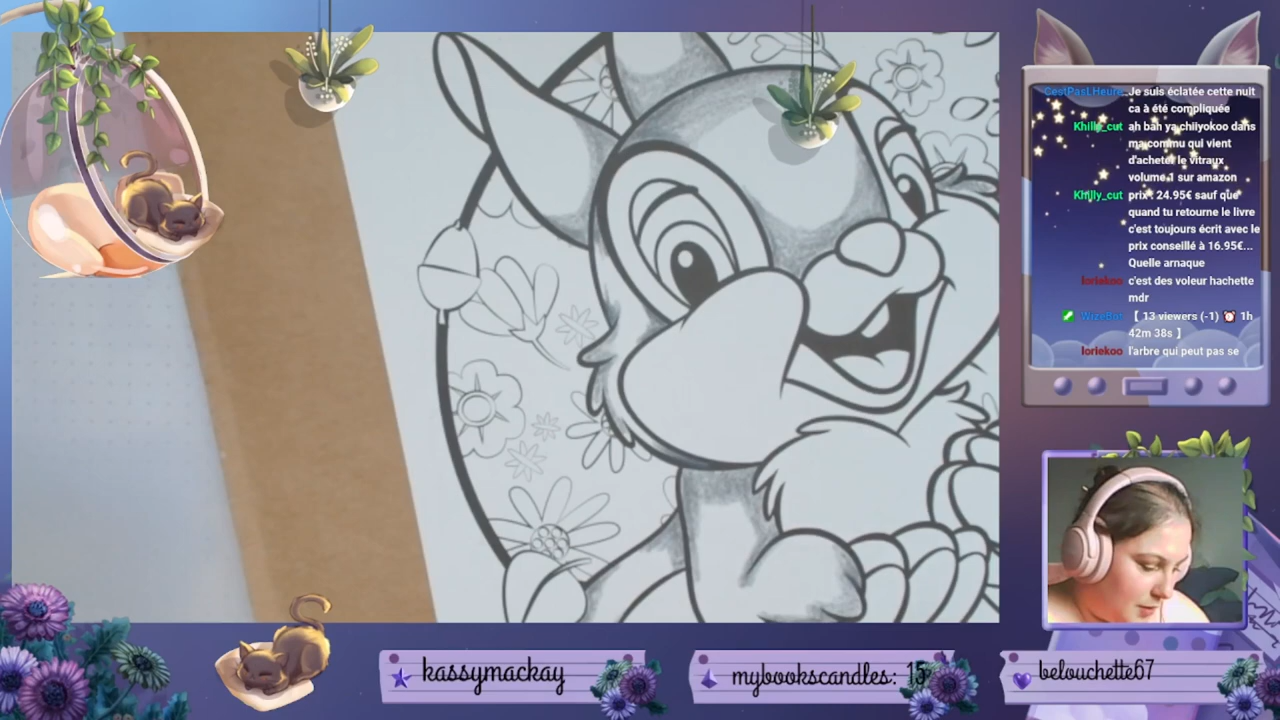 CestPasLHeure Je suis éclatée cette nuit
ca à été compliquée
Khilly_cut ah bah ya chiiyokoo dans
ma commu qui vient
d'acheter le vitraux
volume 1 sur amazon
Khilly_cut prix : 24.95€ sauf que
quand tu retourne le livre
c'est toujours écrit avec le
prix conseillé à 16.95€...
Quelle arnaque
loriekoo c'est des voleur hachette
mdr
WizeBot 【 13 viewers (-1) ⏰ 1h
42m 38s 】
loriekoo l'arbre qui peut pas se
kassymackay
mybookscandles: 15
belouchette67